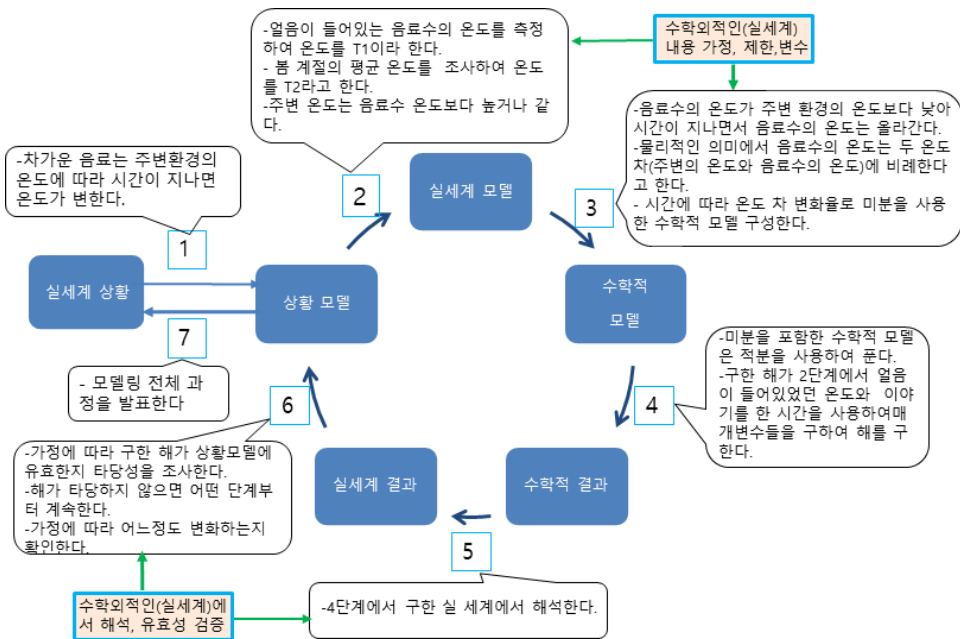 -얼음이 들어있는 음료수의 온도를 측정
하여 온도를 T1이라 한다.
- 봄 계절의 평균 온도를 조사하여 온도
를 T2라고 한다.
-주변 온도는 음료수 온도보다 높거나 같
다.
수학외적인(실세계)
내용 가정, 제한,변수
-음료수의 온도가 주변 환경의 온도보다 낮아
시간이 지나면서 음료수의 온도는 올라간다.
-물리적인 의미에서 음료수의 온도는 두 온도
차(주변의 온도와 음료수의 온도)에 비례한다
고 한다.
- 시간에 따라 온도 차 변화율로 미분을 사용
한 수학적 모델 구성한다.
-차가운 음료는 주변환경의
온도에 따라 시간이 지나면
온도가 변한다.
1
2
실세계 모델
3
실세계 상황
상황 모델
수학적
모델
7
- 모델링 전체 과
정을 발표한다
6
-미분을 포함한 수학적 모델
은 적분을 사용하여 푼다.
-구한 해가 2단계에서 얼음
이 들어있었던 온도와 이야
기를 한 시간을 사용하여매
개변수들을 구하여 해를 구
한다.
4
-가정에 따라 구한 해가 상황모델에
유효한지 타당성을 조사한다.
-해가 타당하지 않으면 어떤 단계부
터 계속한다.
-가정에 따라 어느정도 변화하는지
확인한다.
실세계 결과
수학적 결과
5
수학외적인(실세계)에
서 해석, 유효성 검증
-4단계에서 구한 실 세계에서 해석한다.